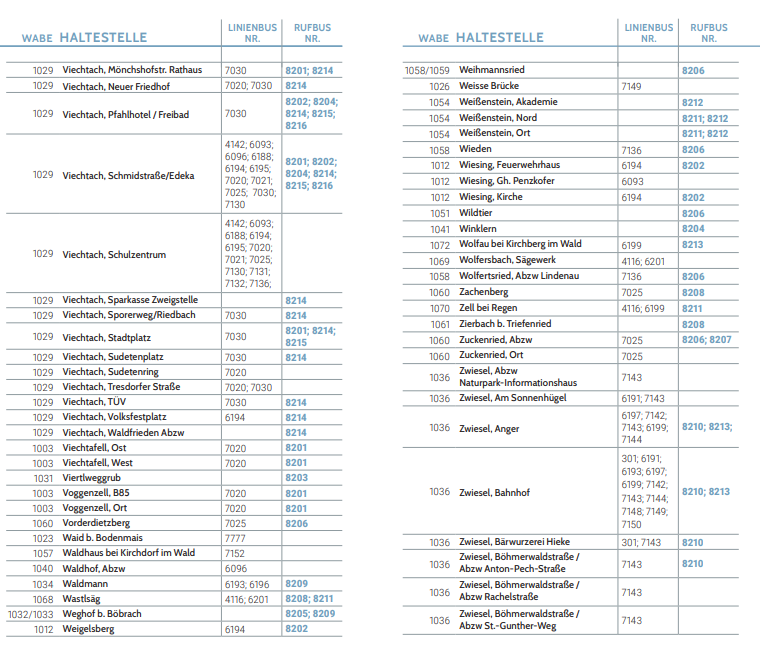 WABE HALTESTELLE LINIENBUS NR. RUFBUS NR.
1029 Viechtach, Mönchshofstr. Rathaus 7030 8201; 8214
1029 Viechtach, Neuer Friedhof 7020; 7030 8214
1029 Viechtach, Pfahlhotel / Freibad 7030 8202; 8204; 8214; 8215; 8216
1029 Viechtach, Schmidstraße/Edeka 4142; 6093; 6096; 6188; 6194; 6195; 7020; 7021; 7025; 7030; 7130 8201; 8202; 8204; 8214; 8215; 8216
1029 Viechtach, Schulzentrum 4142; 6093; 6188; 6194; 6195; 7020; 7021; 7025; 7130; 7131; 7132; 7136;
1029 Viechtach, Sparkasse Zweigstelle 8214
1029 Viechtach, Sporerweg/Riedbach 7030 8214
1029 Viechtach, Stadtplatz 7030 8201; 8214; 8215
1029 Viechtach, Sudetenplatz 7030 8214
1029 Viechtach, Sudetenring 7020
1029 Viechtach, Tresdorfer Straße 7020; 7030
1029 Viechtach, TÜV 7030 8214
1029 Viechtach, Volksfestplatz 6194 8214
1029 Viechtach, Waldfrieden Abzw 8214
1003 Viechtafell, Ost 7020 8201
1003 Viechtafell, West 7020 8201
1031 Viertlweggrub 8203
1003 Voggenzell, B85 7020 8201
1003 Voggenzell, Ort 7020 8201
1060 Vorderdietzberg 7025 8206
1023 Waid b. Bodenmais 7777
1057 Waldhaus bei Kirchdorf im Wald 7152
1040 Waldhof, Abzw 6096
1034 Waldmann 6193; 6196 8209
1068 Wastlsäg 4116; 6201 8208; 8211
1032/1033 Weghof b. Böbrach 8205; 8209
1012 Weigelsberg 6194 8202
WABE HALTESTELLE LINIENBUS NR. RUFBUS NR.
1058/1059 Weihmannsried 8206
1026 Weisse Brücke 7149
1054 Weißenstein, Akademie 8212
1054 Weißenstein, Nord 8211; 8212
1054 Weißenstein, Ort 8211; 8212
1058 Wieden 7136 8206
1012 Wiesing, Feuerwehrhaus 6194 8202
1012 Wiesing, Gh. Penzkofer 6093
1012 Wiesing, Kirche 6194 8202
1051 Wildtier 8206
1041 Winklern 8204
1072 Wolfau bei Kirchberg im Wald 6199 8213
1069 Wolfersbach, Sägewerk 4116; 6201
1058 Wolfertsried, Abzw Lindenau 7136 8206
1060 Zachenberg 7025 8208
1070 Zell bei Regen 4116; 6199 8211
1061 Zierbach b. Triefenried 8208
1060 Zuckenried, Abzw 7025 8206; 8207
1060 Zuckenried, Ort 7025
1036 Zwiesel, Abzw Naturpark-Informationshaus 7143
1036 Zwiesel, Am Sonnenhügel 6191; 7143
1036 Zwiesel, Anger 6197; 7142; 7143; 6199; 7144 8210; 8213;
1036 Zwiesel, Bahnhof 301; 6191; 6193; 6197; 6199; 7142; 7143; 7144; 7148; 7149; 7150 8210; 8213
1036 Zwiesel, Bärwurzerei Hieke 301; 7143 8210
1036 Zwiesel, Böhmerwaldstraße / Abzw Anton-Pech-Straße 7143 8210
1036 Zwiesel, Böhmerwaldstraße / Abzw Rachelstraße 7143
1036 Zwiesel, Böhmerwaldstraße / Abzw St.-Gunther-Weg 7143